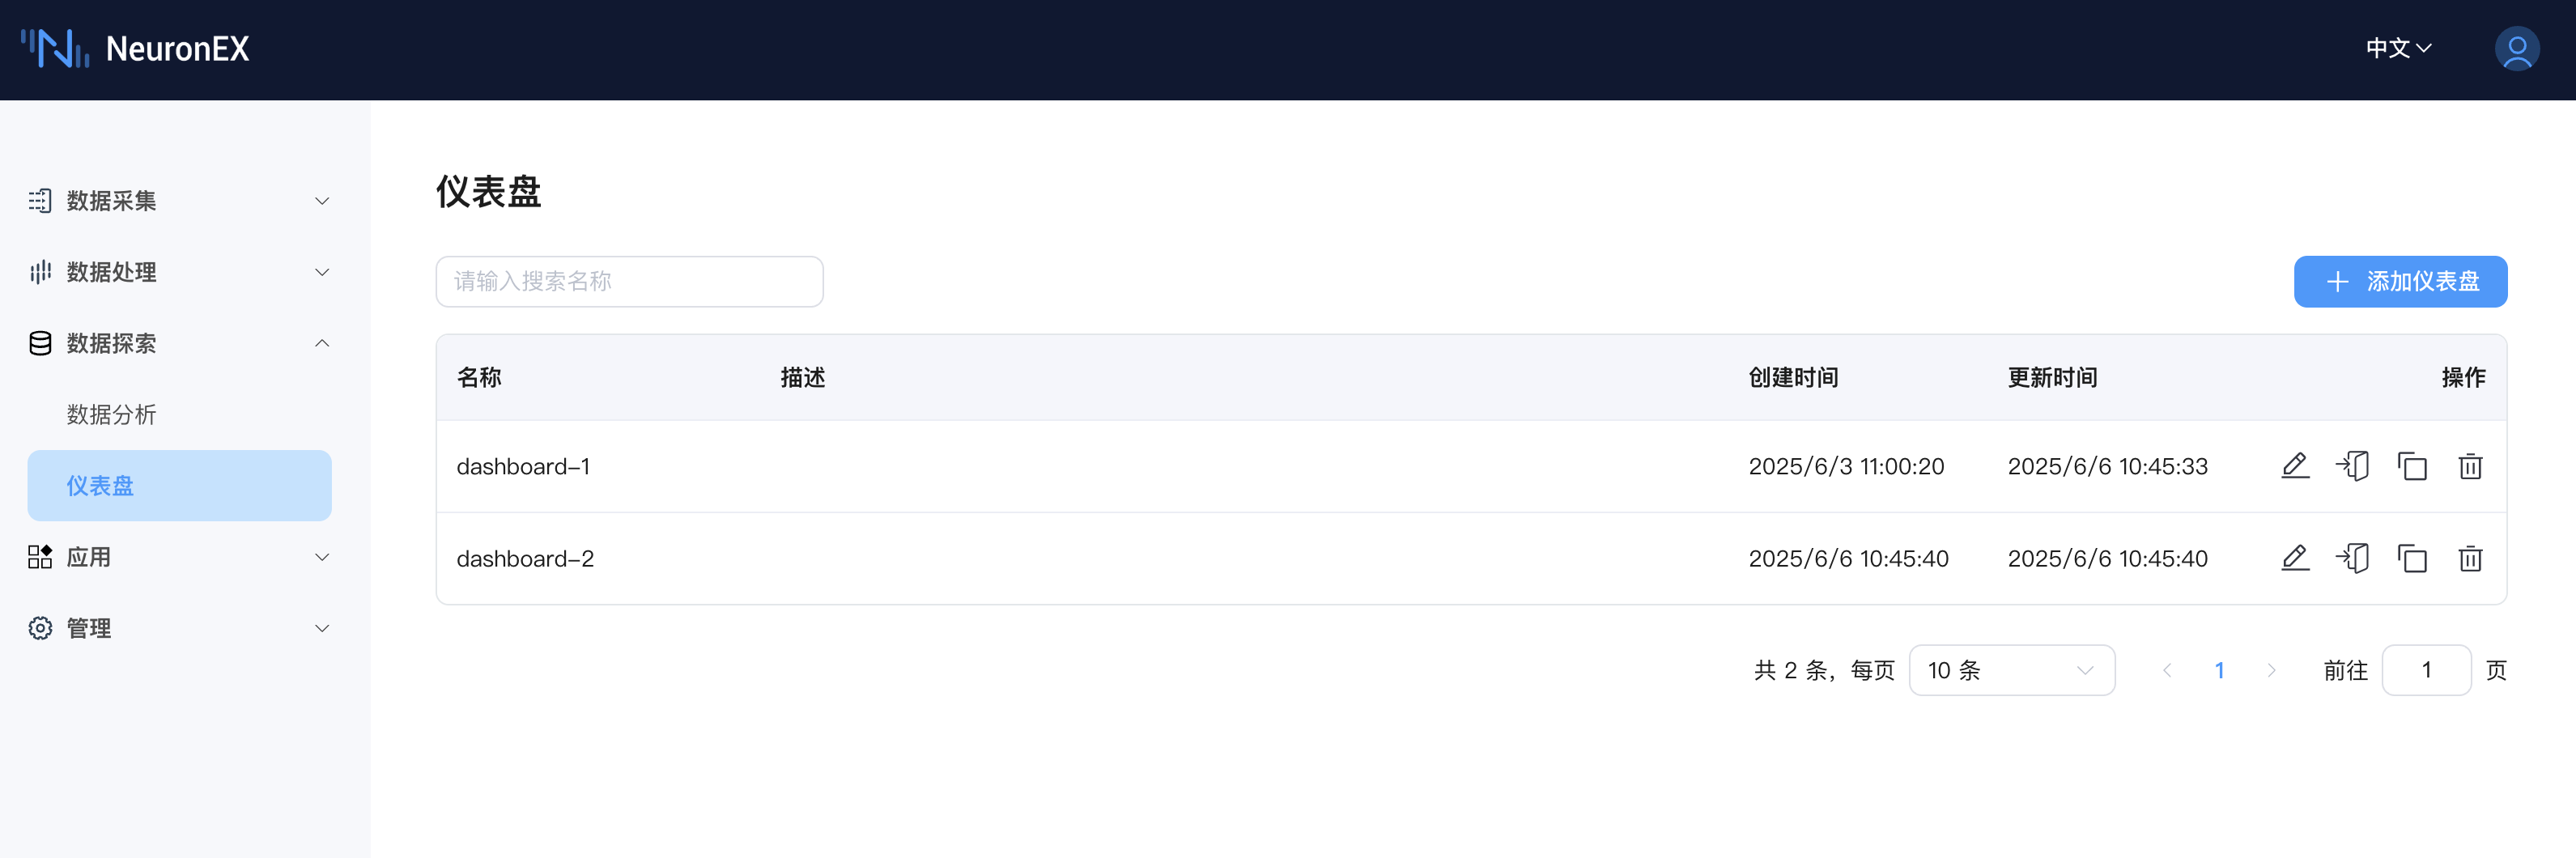 NeuronEX
中文
数据采集
数据处理
数据探索
数据分析
仪表盘
应用
管理
仪表盘
请输入搜索名称
添加仪表盘
名称 描述 创建时间 更新时间 操作
dashboard-1 2025/6/3 11:00:20 2025/6/6 10:45:33
dashboard-2 2025/6/6 10:45:40 2025/6/6 10:45:40
共 2 条，每页 10 条 1 前往 1 页